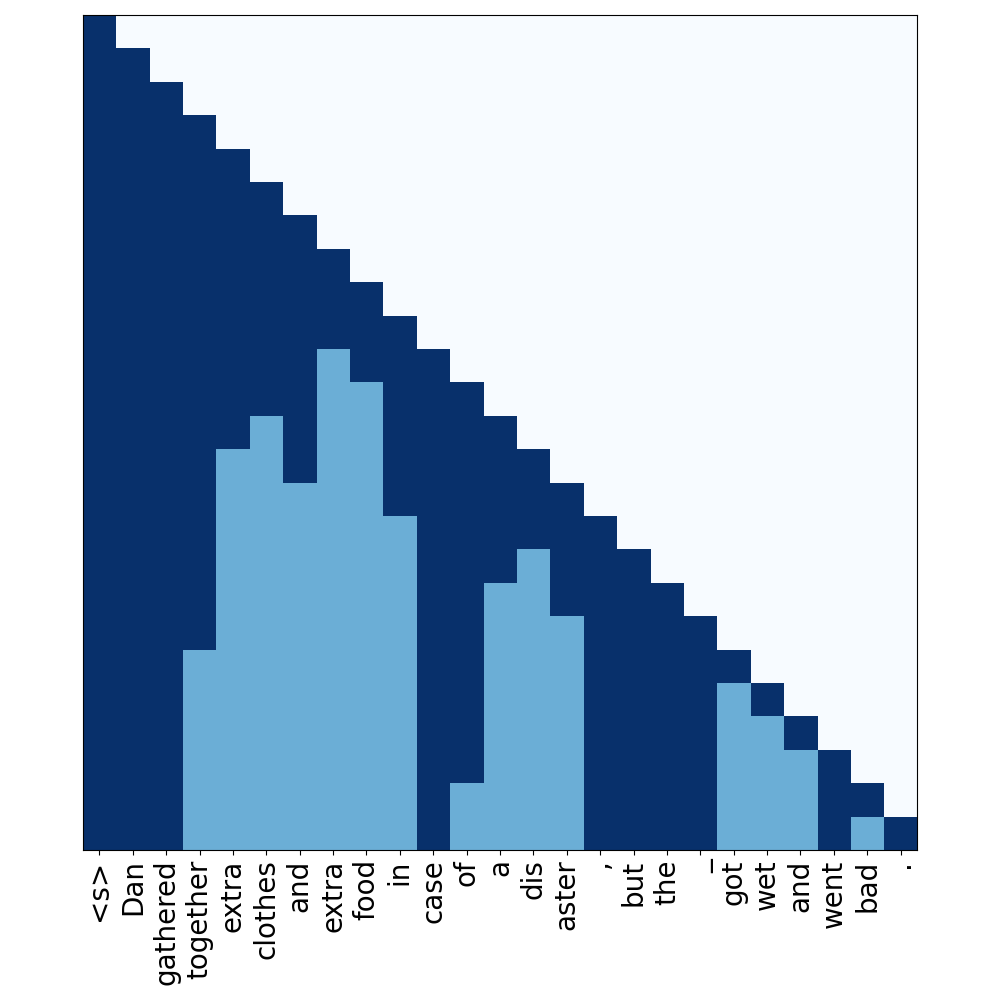 <s>
Dan
gathered
together
extra
clothes
and
extra
food
in
case
of
a
dis
aster
,
but
the
_
got
wet
and
went
bad
.